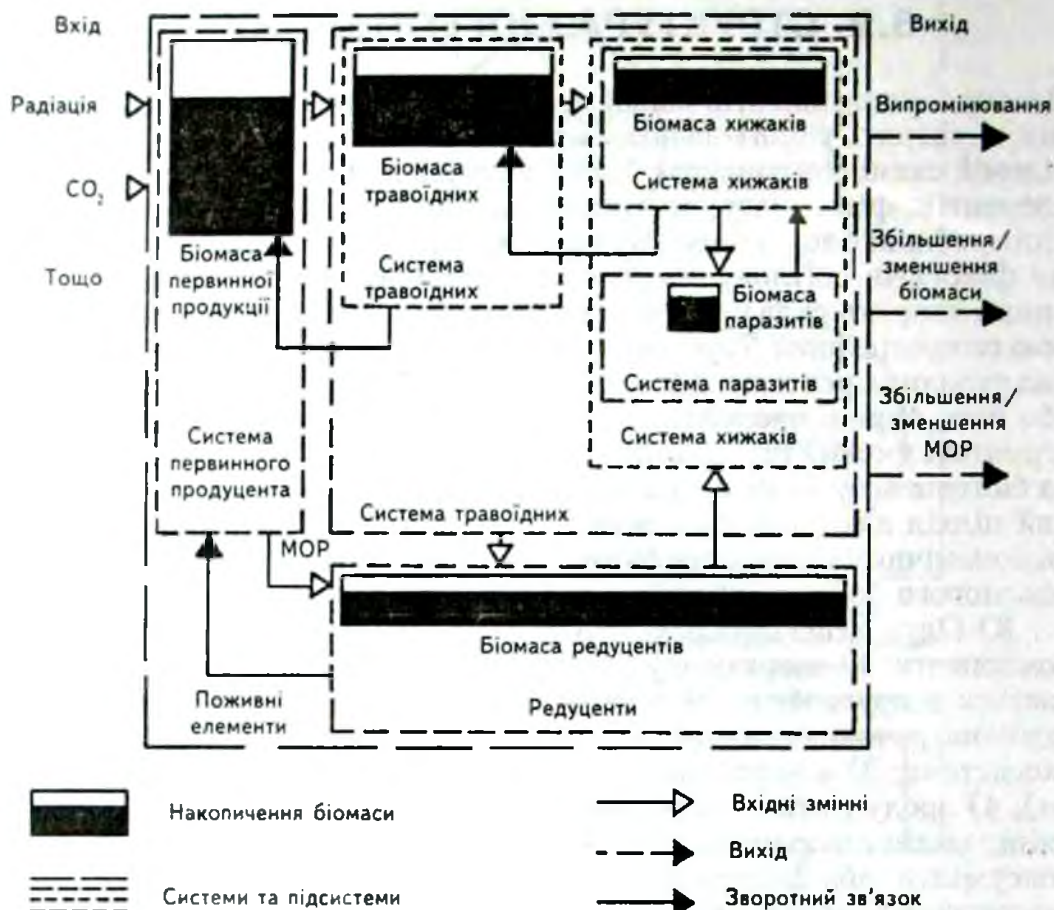 Вхід
Вихід
Радіація
CO₂
Тощо
Біомаса
первинної
продукції
Система
первинного
продуцента
Біомаса
травоїдних
Система
травоїдних
Біомаса хижаків
Система хижаків
Біомаса
паразитів
Система паразитів
Система хижаків
Система травоїдних
Випромінювання
Збільшення/
зменшення
біомаси
Збільшення/
зменшення
МОР
МОР
Біомаса редуцентів
Поживні
елементи
Редуценти
Накопичення біомаси
Вхідні змінні
Вихід
Системи та підсистеми
Зворотний зв'язок